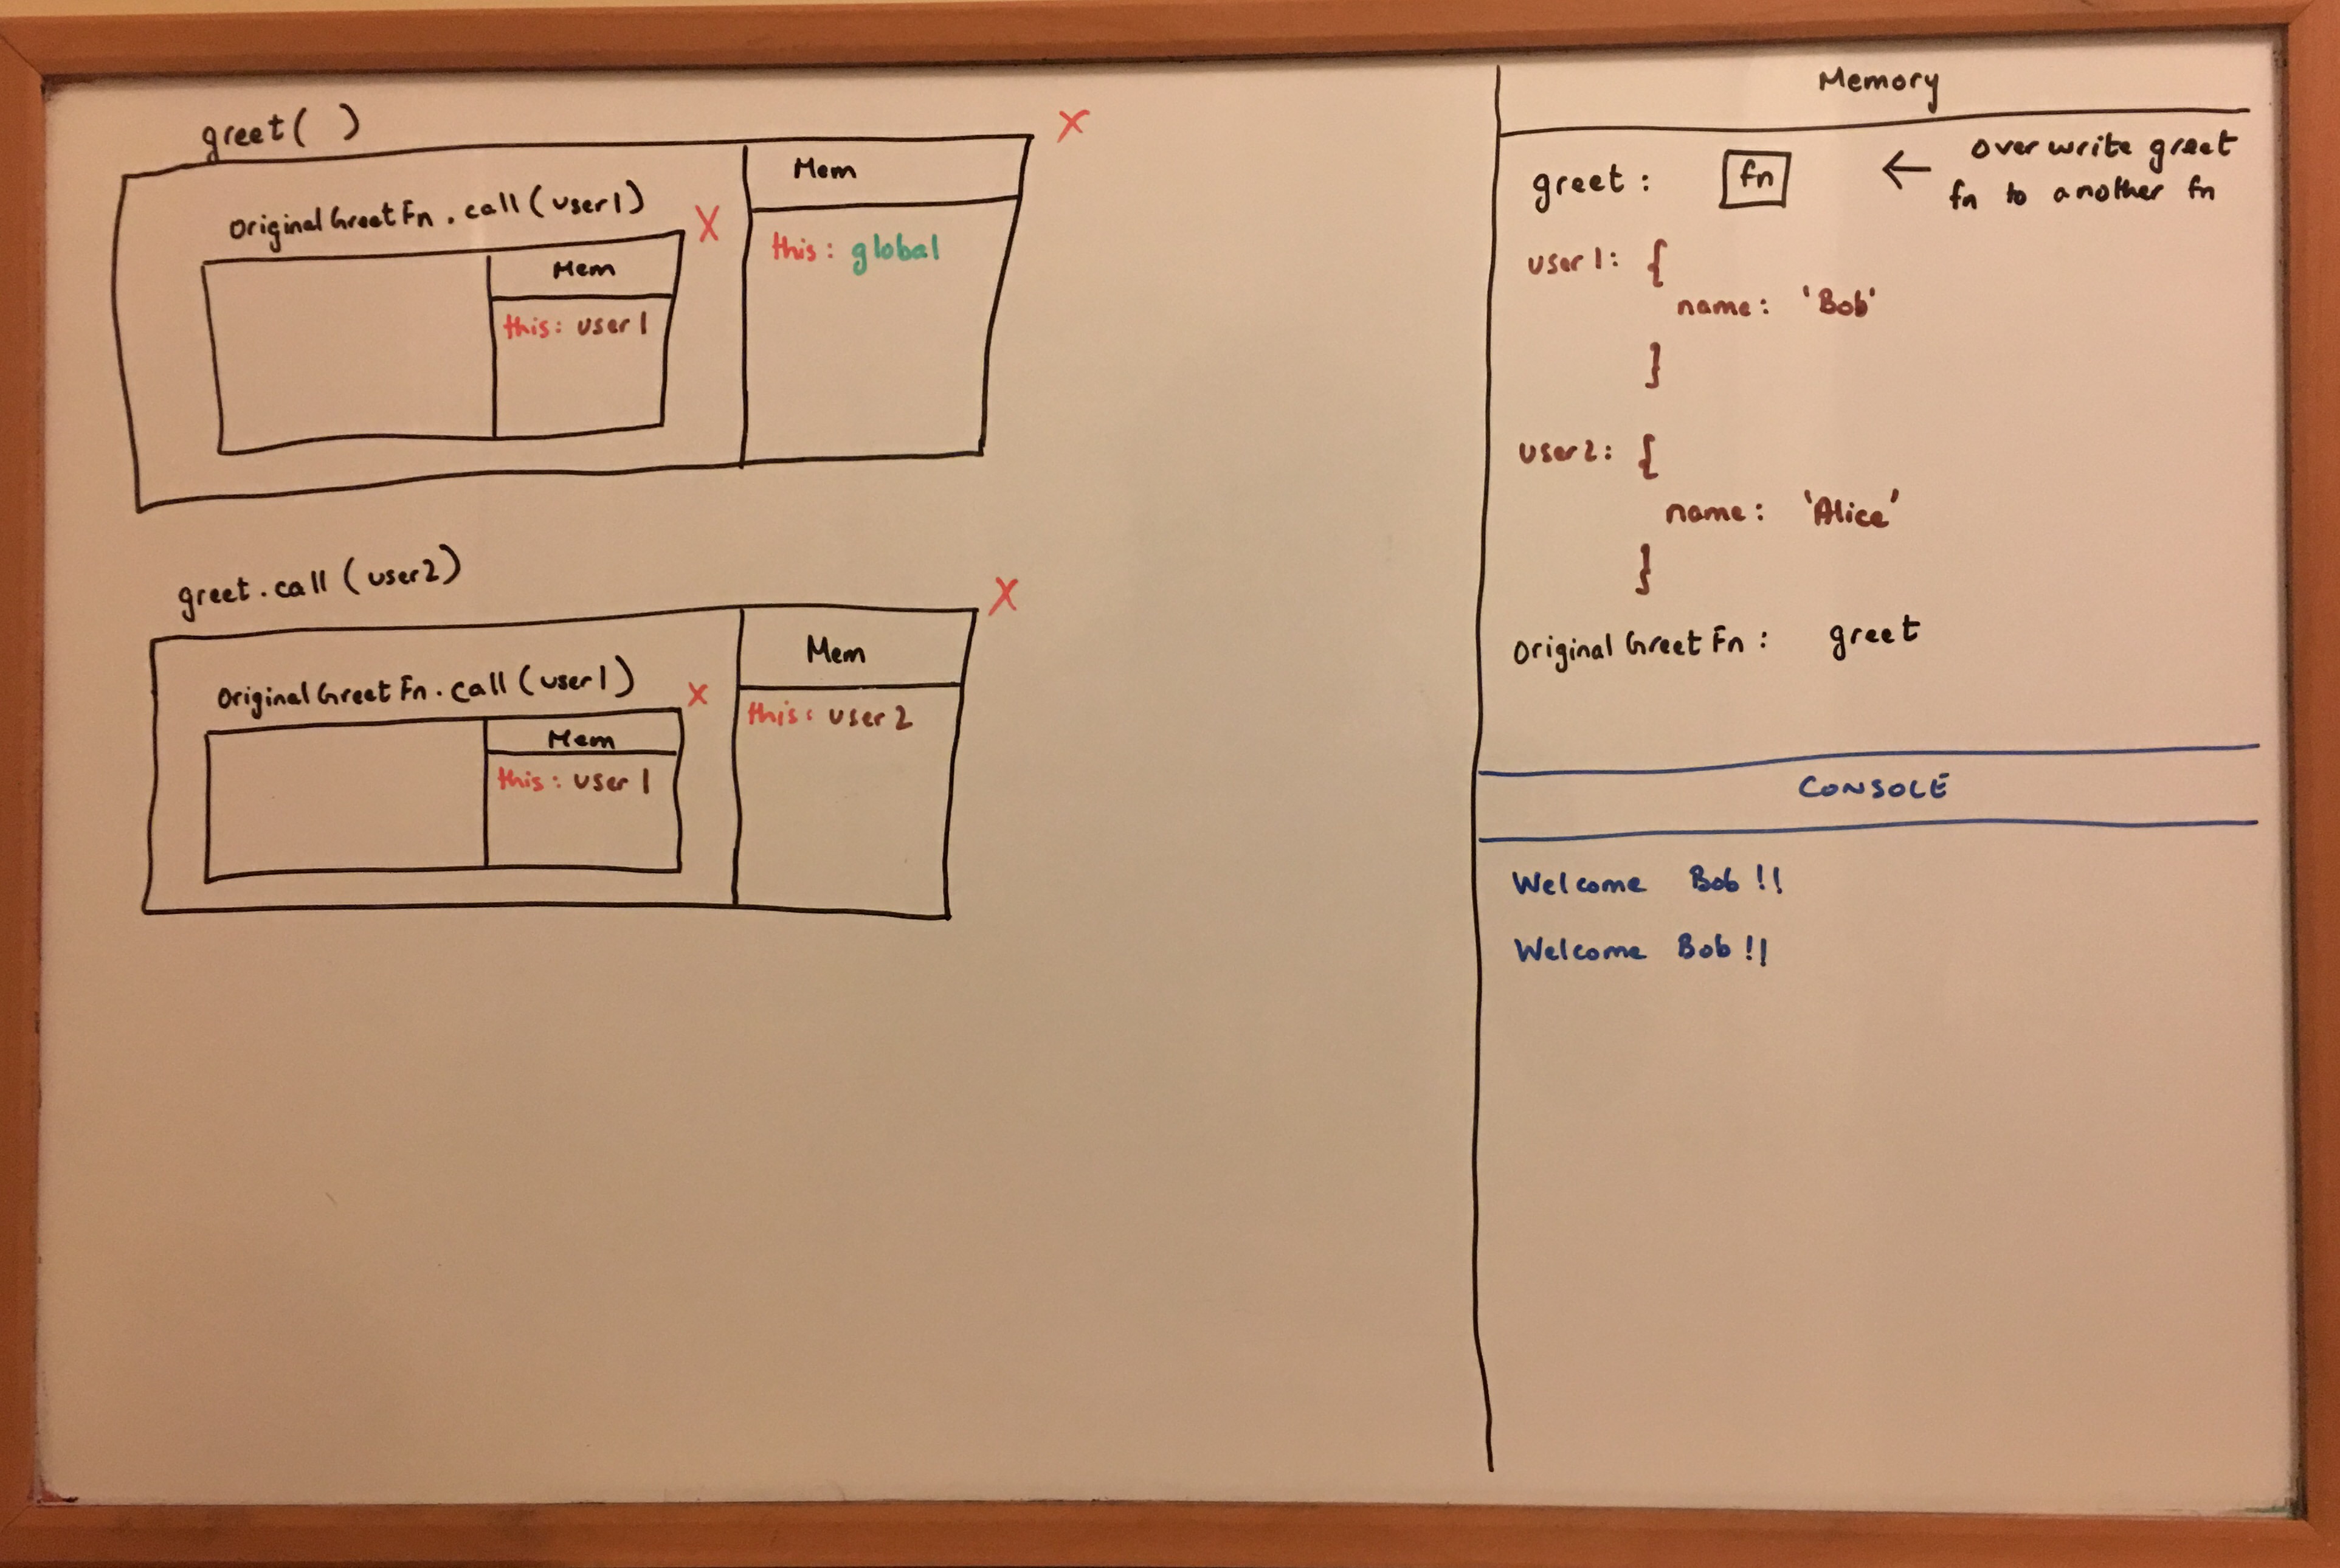 greet( )
X
Original Greet Fn . call (user1)
X
Mem
this: global
Mem
this: user1
greet . call (user2)
X
Original Greet Fn . call (user1)
x
Mem
this: user2
Mem
this: user1
Memory
greet : fn ← over write greet
fn to another fn
user1: {
name: 'Bob'
}
user2: {
name: 'Alice'
}
Original Greet Fn : greet
CONSOLE
Welcome Bob !!
Welcome Bob !!